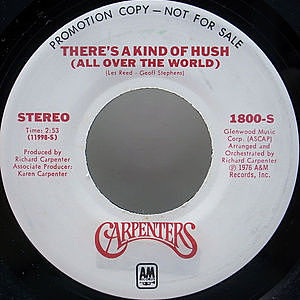 PROMOTION COPY — NOT FOR SALE
THERE'S A KIND OF HUSH
(ALL OVER THE WORLD)
(Les Reed - Geoff Stephens)
STEREO
Time: 2:53
(11998-S)
Produced by
Richard Carpenter
Associate Producer:
Karen Carpenter
1800-S
Glenwood Music
Corp. (ASCAP)
Arranged and
Orchestrated by
Richard Carpenter
℗ 1976 A&M
Records, Inc.
CARPENTERS
A&M
RECORDS